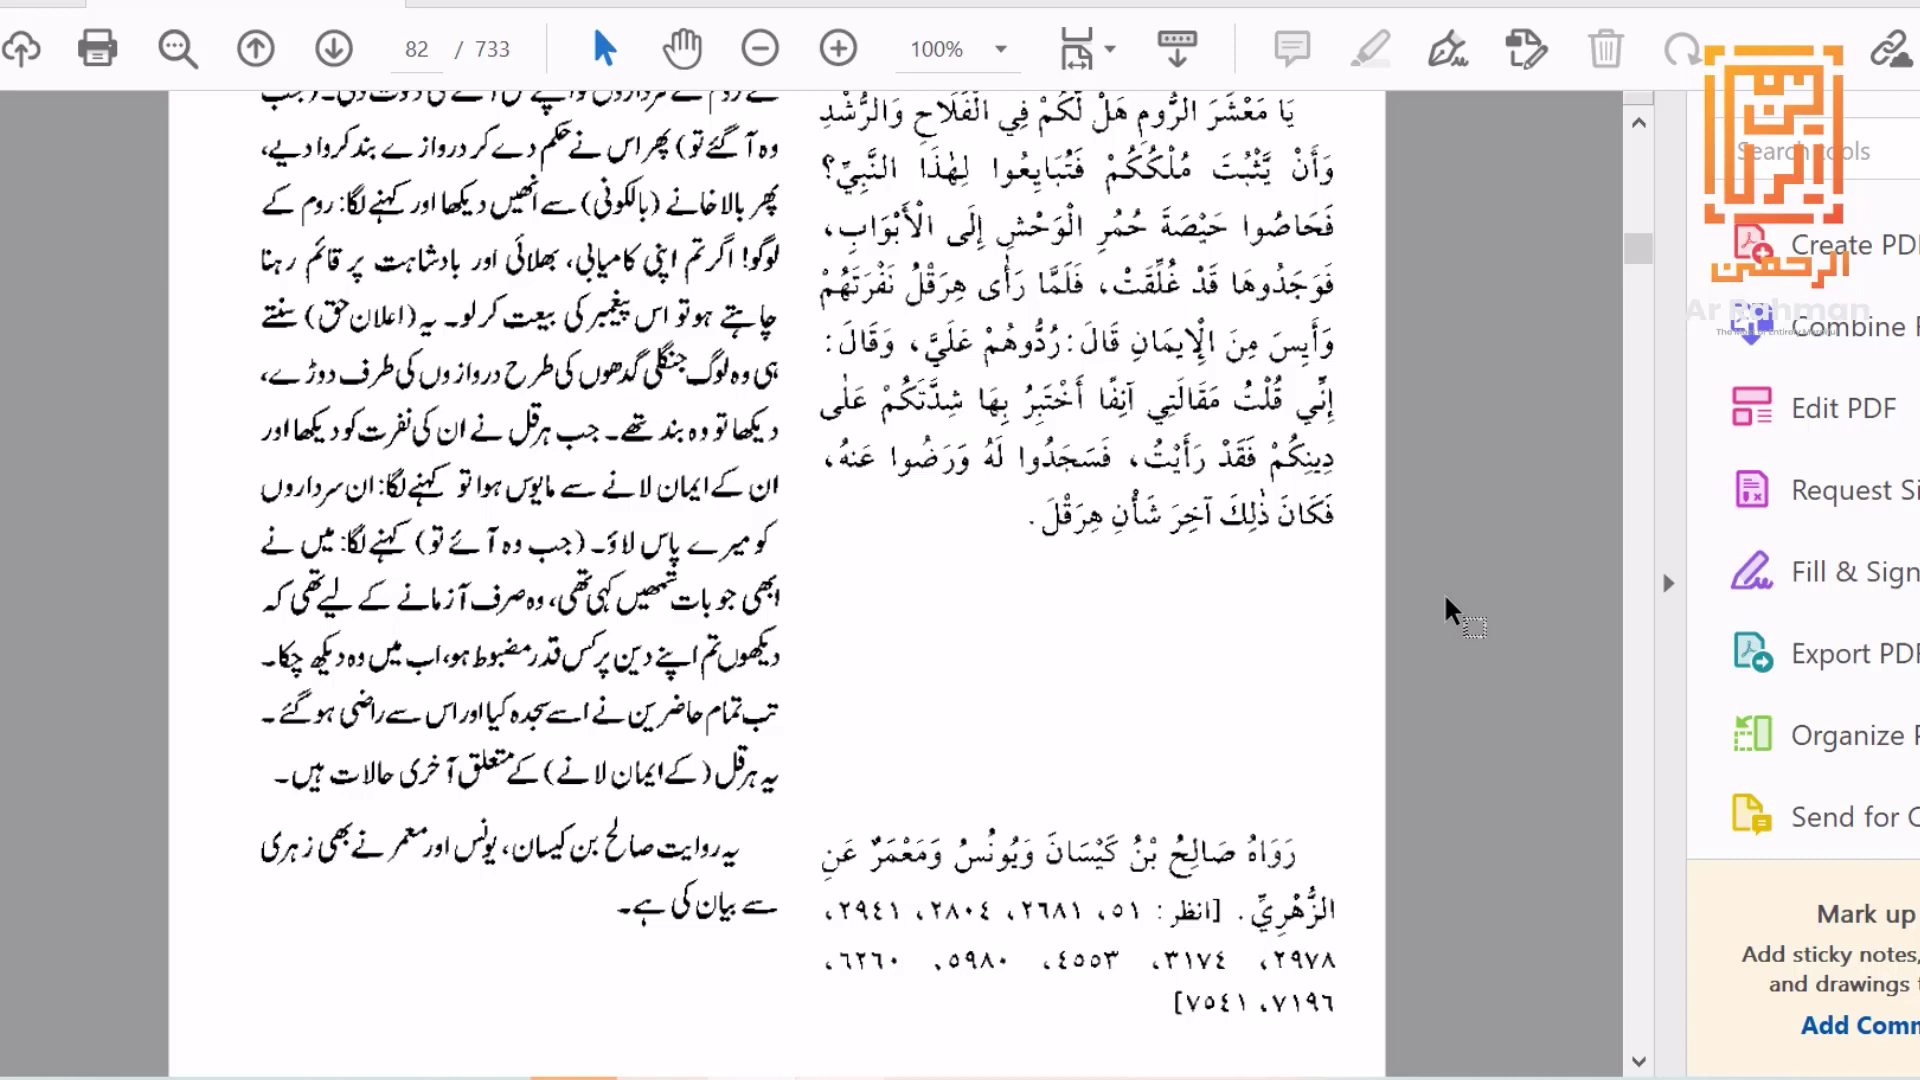 82 / 733
100%
يَا مَعْشَرَ الرُّومِ هَلْ لَّكُمْ فِي الْفَلَاحِ وَالرُّشْدِ
وَأَنْ يَّثْبُتَ مُلْكُكُمْ فَتُبَايِعُوا لِهٰذَا النَّبِيِّ؟
فَحَاصُوا حَيْصَةَ حُمُرِ الْوَحْشِ إِلَى الْأَبْوَابِ،
فَوَجَدُوهَا قَدْ غُلِّقَتْ، فَلَمَّا رَأَى هِرَقْلُ نَفْرَتَهُمْ
وَأَيِسَ مِنَ الْإِيمَانِ قَالَ: رُدُّوهُمْ عَلَيَّ، وَقَالَ:
إِنِّي قُلْتُ مَقَالَتِي آنِفًا أَخْتَبِرُ بِهَا شِدَّتَكُمْ عَلٰى
دِينِكُمْ فَقَدْ رَأَيْتُ، فَسَجَدُوا لَهُ وَرَضُوا عَنْهُ،
فَكَانَ ذٰلِكَ آخِرَ شَأْنِ هِرَقْلَ.
رَوَاهُ صَالِحُ بْنُ كَيْسَانَ وَيُونُسُ وَمَعْمَرٌ عَنِ
الزُّهْرِيِّ. [انظر: ٥١، ٢٦٨١، ٢٨٠٤، ٢٩٤١،
٢٩٧٨، ٣١٧٤، ٤٥٥٣، ٥٩٨٠، ٦٢٦٠،
٧١٩٦، ٧٥٤١]
وہ آ گئے تو) پھر اس نے حکم دے کر دروازے بند کروا دیے،
پھر بالا خانے (بالکونی) سے انھیں دیکھا اور کہنے لگا: روم کے
لوگو! اگر تم اپنی کامیابی، بھلائی اور بادشاہت پر قائم رہنا
چاہتے ہو تو اس پیغمبر کی بیعت کر لو۔ یہ (اعلان حق) سنتے
ہی وہ لوگ جنگلی گدھوں کی طرح دروازوں کی طرف دوڑے،
دیکھا تو وہ بند تھے۔ جب ہرقل نے ان کی نفرت کو دیکھا اور
ان کے ایمان لانے سے مایوس ہوا تو کہنے لگا: ان سرداروں
کو میرے پاس لاؤ۔ (جب وہ آئے تو) کہنے لگا: میں نے
ابھی جو بات تمھیں کہی تھی، وہ صرف آزمانے کے لیے تھی کہ
دیکھوں تم اپنے دین پر کس قدر مضبوط ہو، اب میں وہ دیکھ چکا۔
تب تمام حاضرین نے اسے سجدہ کیا اور اس سے راضی ہو گئے۔
یہ ہرقل (کے ایمان لانے) کے متعلق آخری حالات ہیں۔
یہ روایت صالح بن کیسان، یونس اور معمر نے بھی زہری
سے بیان کی ہے۔
Search tools
Create PDF
الرحمٰن
Ar Rahman
Combine F
Edit PDF
Request Si
Fill & Sign
Export PDF
Organize P
Send for C
Mark up
Add sticky notes,
and drawings t
Add Comm